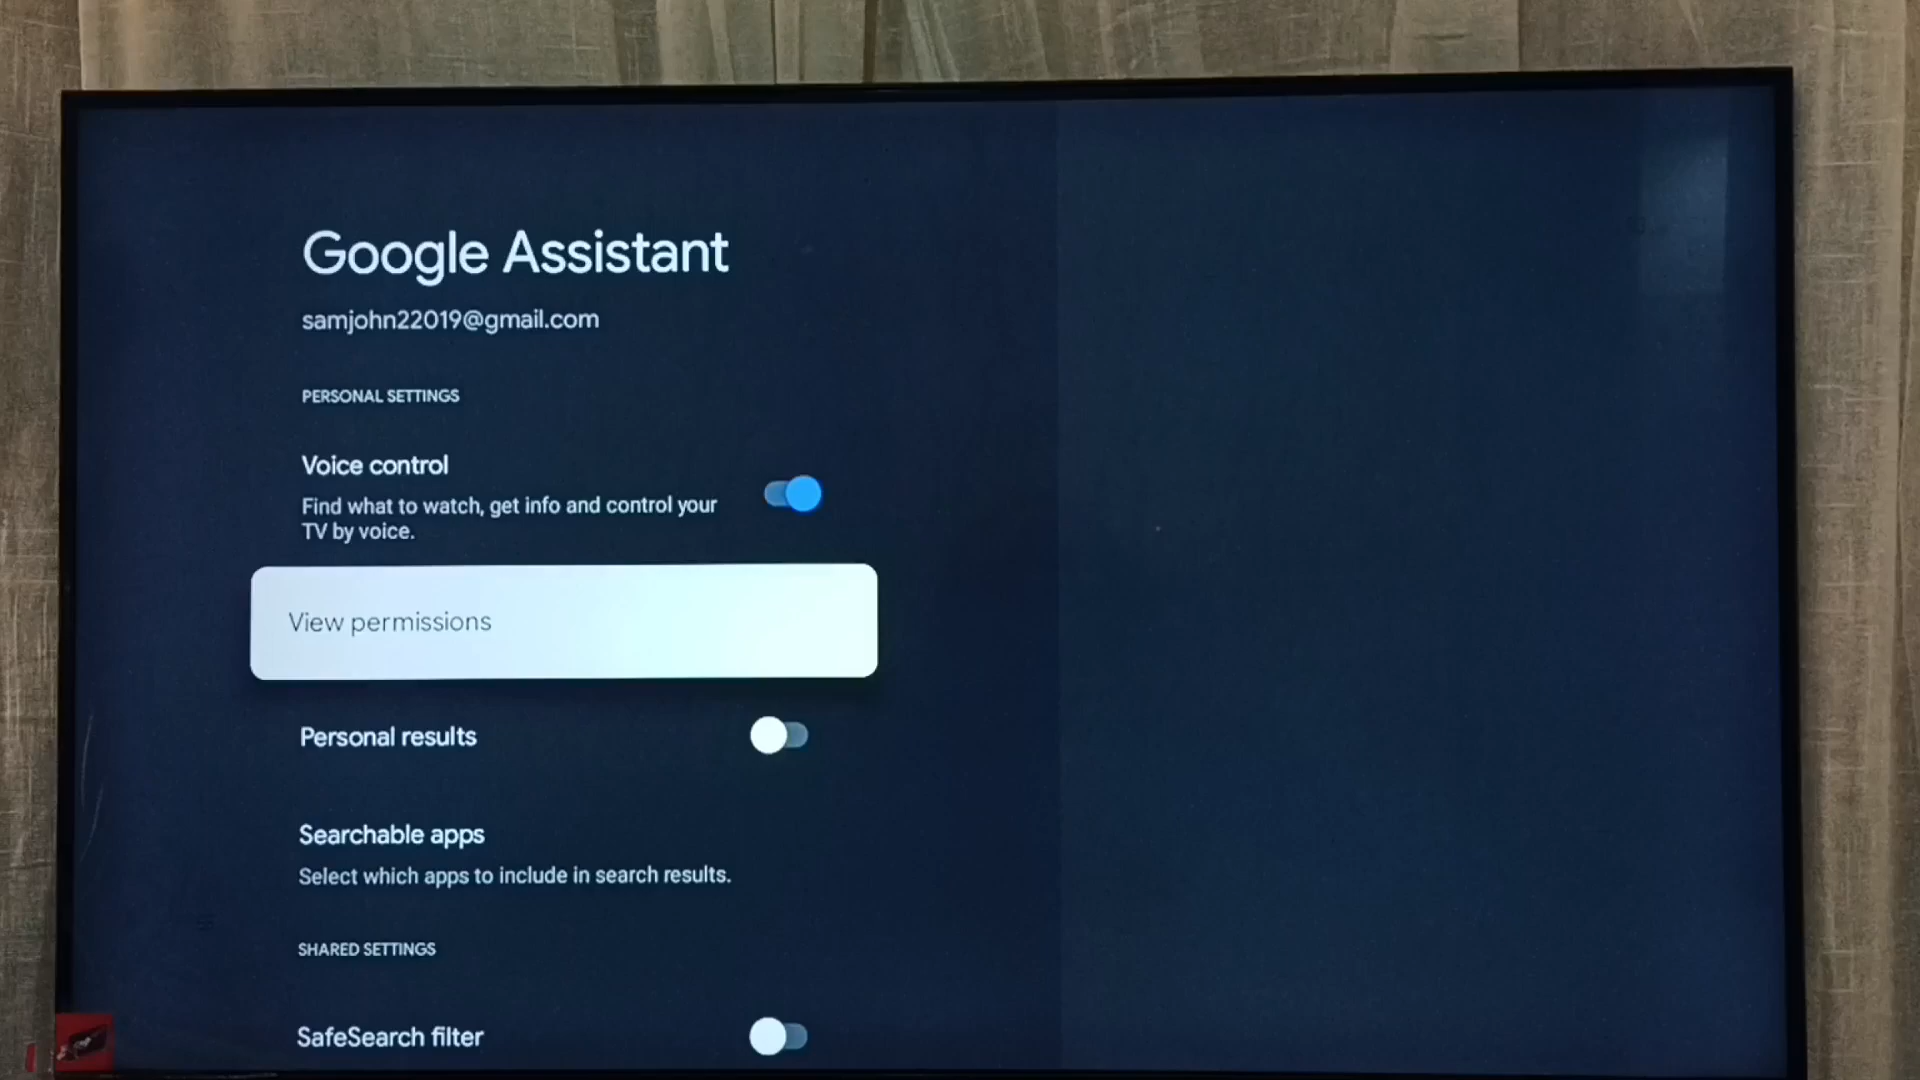 Google Assistant
samjohn22019@gmail.com
PERSONAL SETTINGS
Voice control
Find what to watch, get info and control your
TV by voice.
View permissions
Personal results
Searchable apps
Select which apps to include in search results.
SHARED SETTINGS
SafeSearch filter